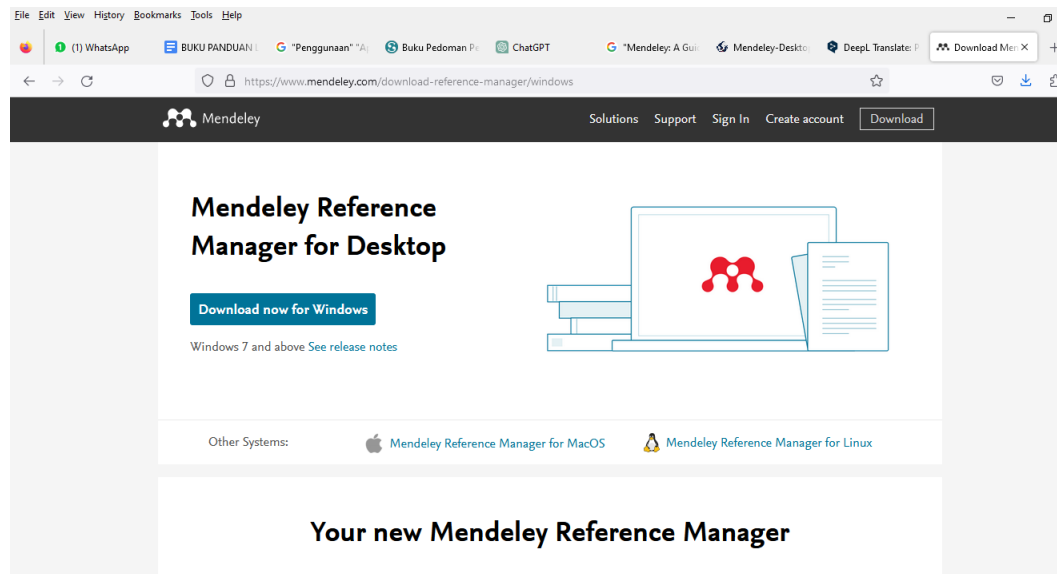 File Edit View History Bookmarks Tools Help
1 (1) WhatsApp BUKU PANDUAN "Penggunaan" "A Buku Pedoman Pe ChatGPT "Mendeley: A Gui Mendeley-Deskto DeepL Translate: P Download Men
https://www.mendeley.com/download-reference-manager/windows
Mendeley Solutions Support Sign In Create account Download
Mendeley Reference
Manager for Desktop
Download now for Windows
Windows 7 and above See release notes
Other Systems: Mendeley Reference Manager for MacOS Mendeley Reference Manager for Linux
Your new Mendeley Reference Manager